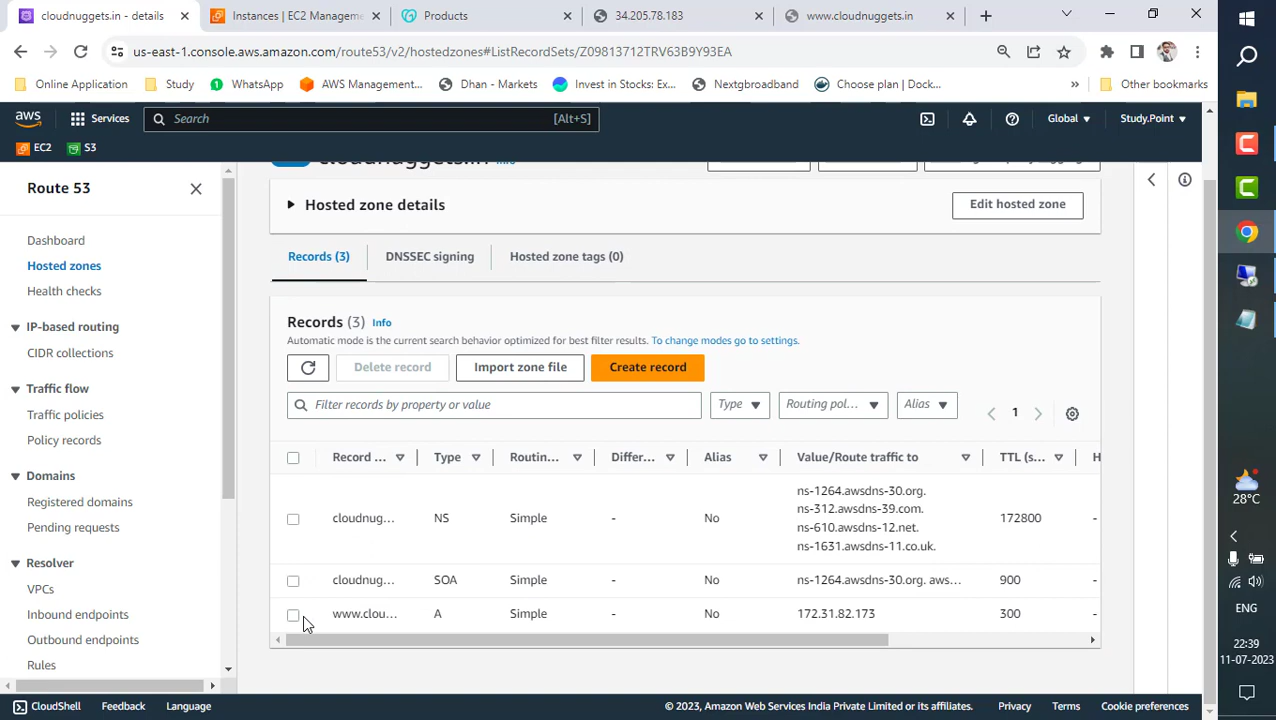 cloudnuggets.in - details
Instances | EC2 Manageme
Products
34.205.78.183
www.cloudnuggets.in
us-east-1.console.aws.amazon.com/route53/v2/hostedzones#ListRecordSets/Z09813712TRV63B9Y93EA
Online Application
Study
WhatsApp
AWS Management...
Dhan - Markets
Invest in Stocks: Ex...
Nextgbroadband
Choose plan | Dock...
»
Other bookmarks
aws
Services
Search
[Alt+S]
Global
Study.Point
EC2
S3
Route 53
Dashboard
Hosted zones
Health checks
IP-based routing
CIDR collections
Traffic flow
Traffic policies
Policy records
Domains
Registered domains
Pending requests
Resolver
VPCs
Inbound endpoints
Outbound endpoints
Rules
cloudnuggets.in Info
Hosted zone details
Edit hosted zone
Records (3)
DNSSEC signing
Hosted zone tags (0)
Records (3) Info
Automatic mode is the current search behavior optimized for best filter results. To change modes go to settings.
Delete record
Import zone file
Create record
Filter records by property or value
Type
Routing pol...
Alias
1
Record ...
Type
Routin...
Differ...
Alias
Value/Route traffic to
TTL (s...
H
cloudnug...
NS
Simple
-
No
ns-1264.awsdns-30.org.
ns-312.awsdns-39.com.
ns-610.awsdns-12.net.
ns-1631.awsdns-11.co.uk.
172800
-
cloudnug...
SOA
Simple
-
No
ns-1264.awsdns-30.org. aws...
900
-
www.clou...
A
Simple
-
No
172.31.82.173
300
-
CloudShell
Feedback
Language
© 2023, Amazon Web Services India Private Limited or its affiliates.
Privacy
Terms
Cookie preferences
28°C
ENG
22:39
11-07-2023